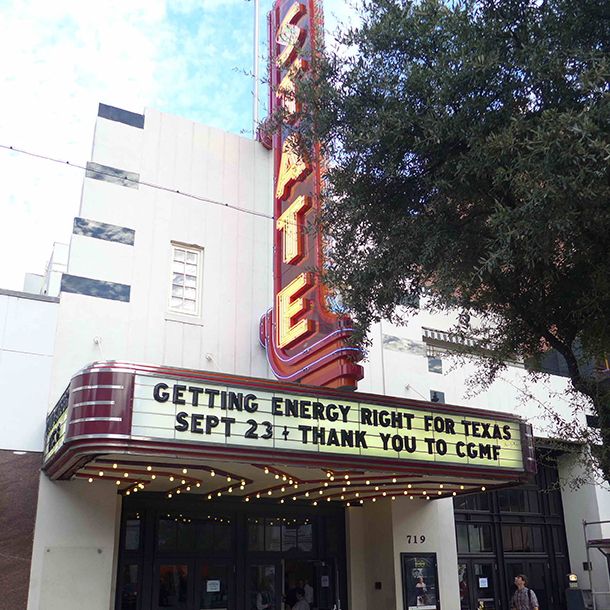 STATE
GETTING ENERGY RIGHT FOR TEXAS
SEPT 23 + THANK YOU TO CGMF
719